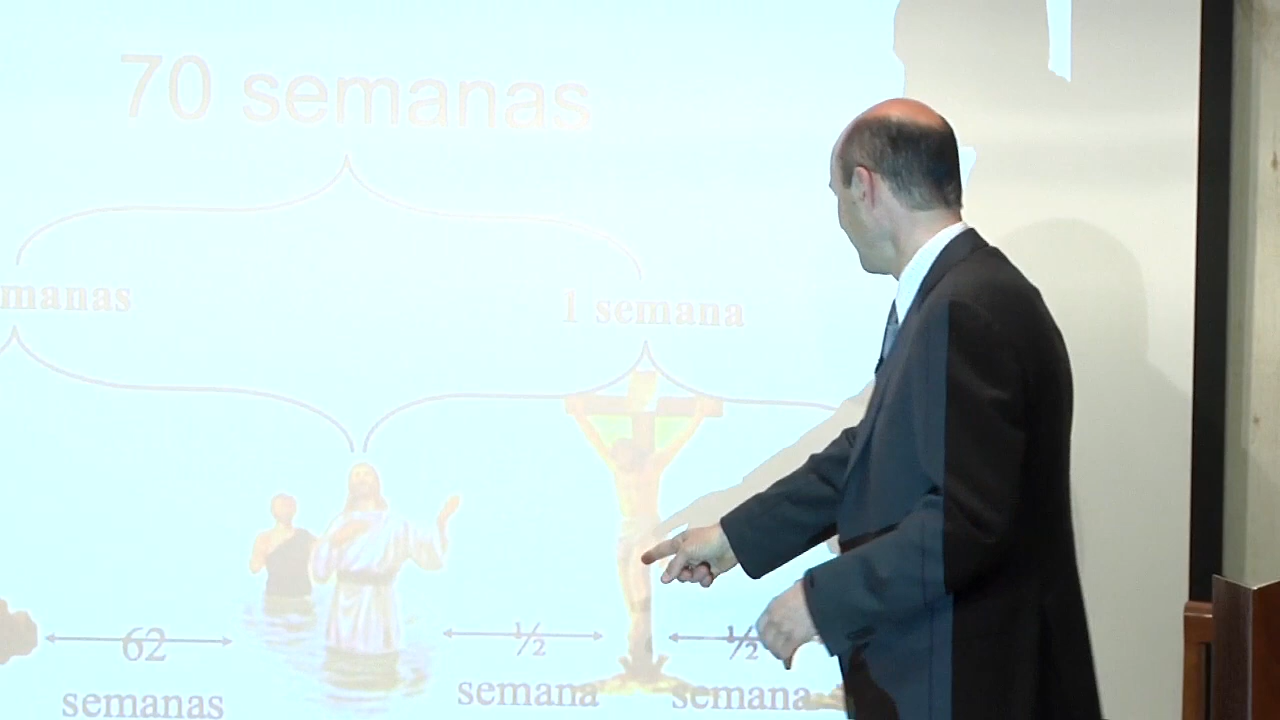 70 semanas
manas
1 semana
62
semanas
½
semana
½
semana